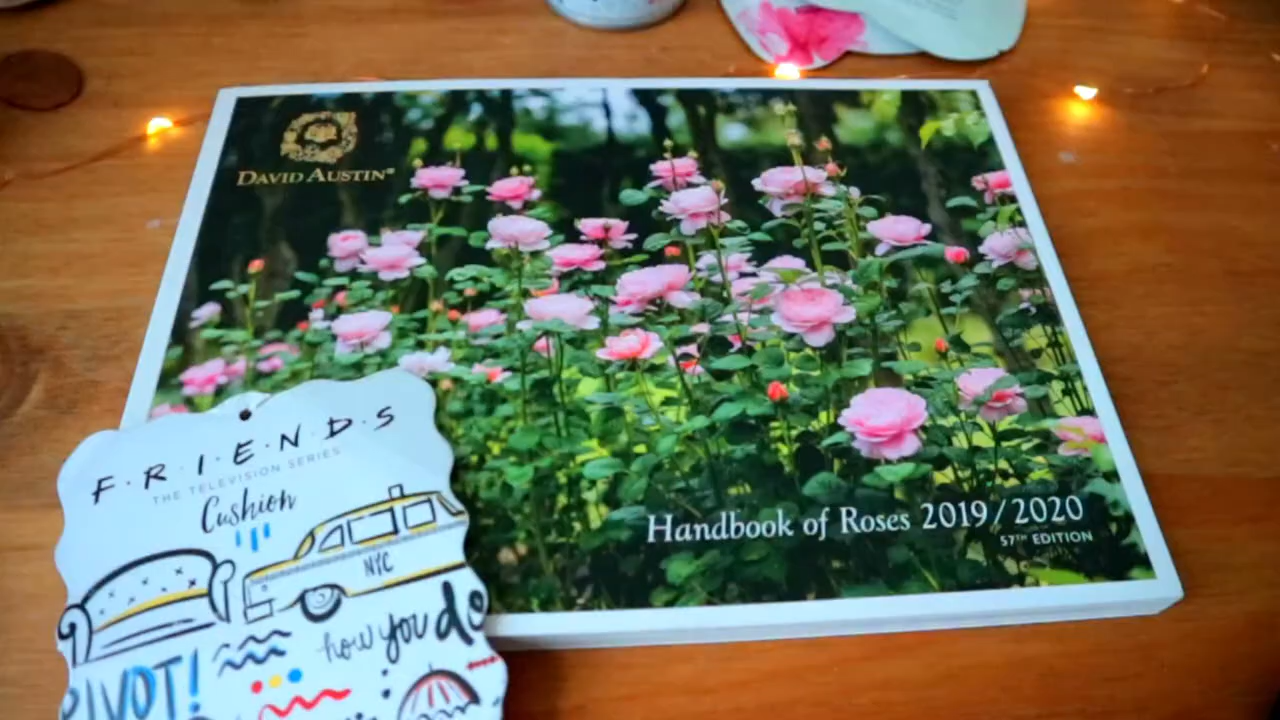 DAVID AUSTIN®
Handbook of Roses 2019/2020
57TH EDITION
F·R·I·E·N·D·S
THE TELEVISION SERIES
Cushion
NYC
how you do
PIVOT!